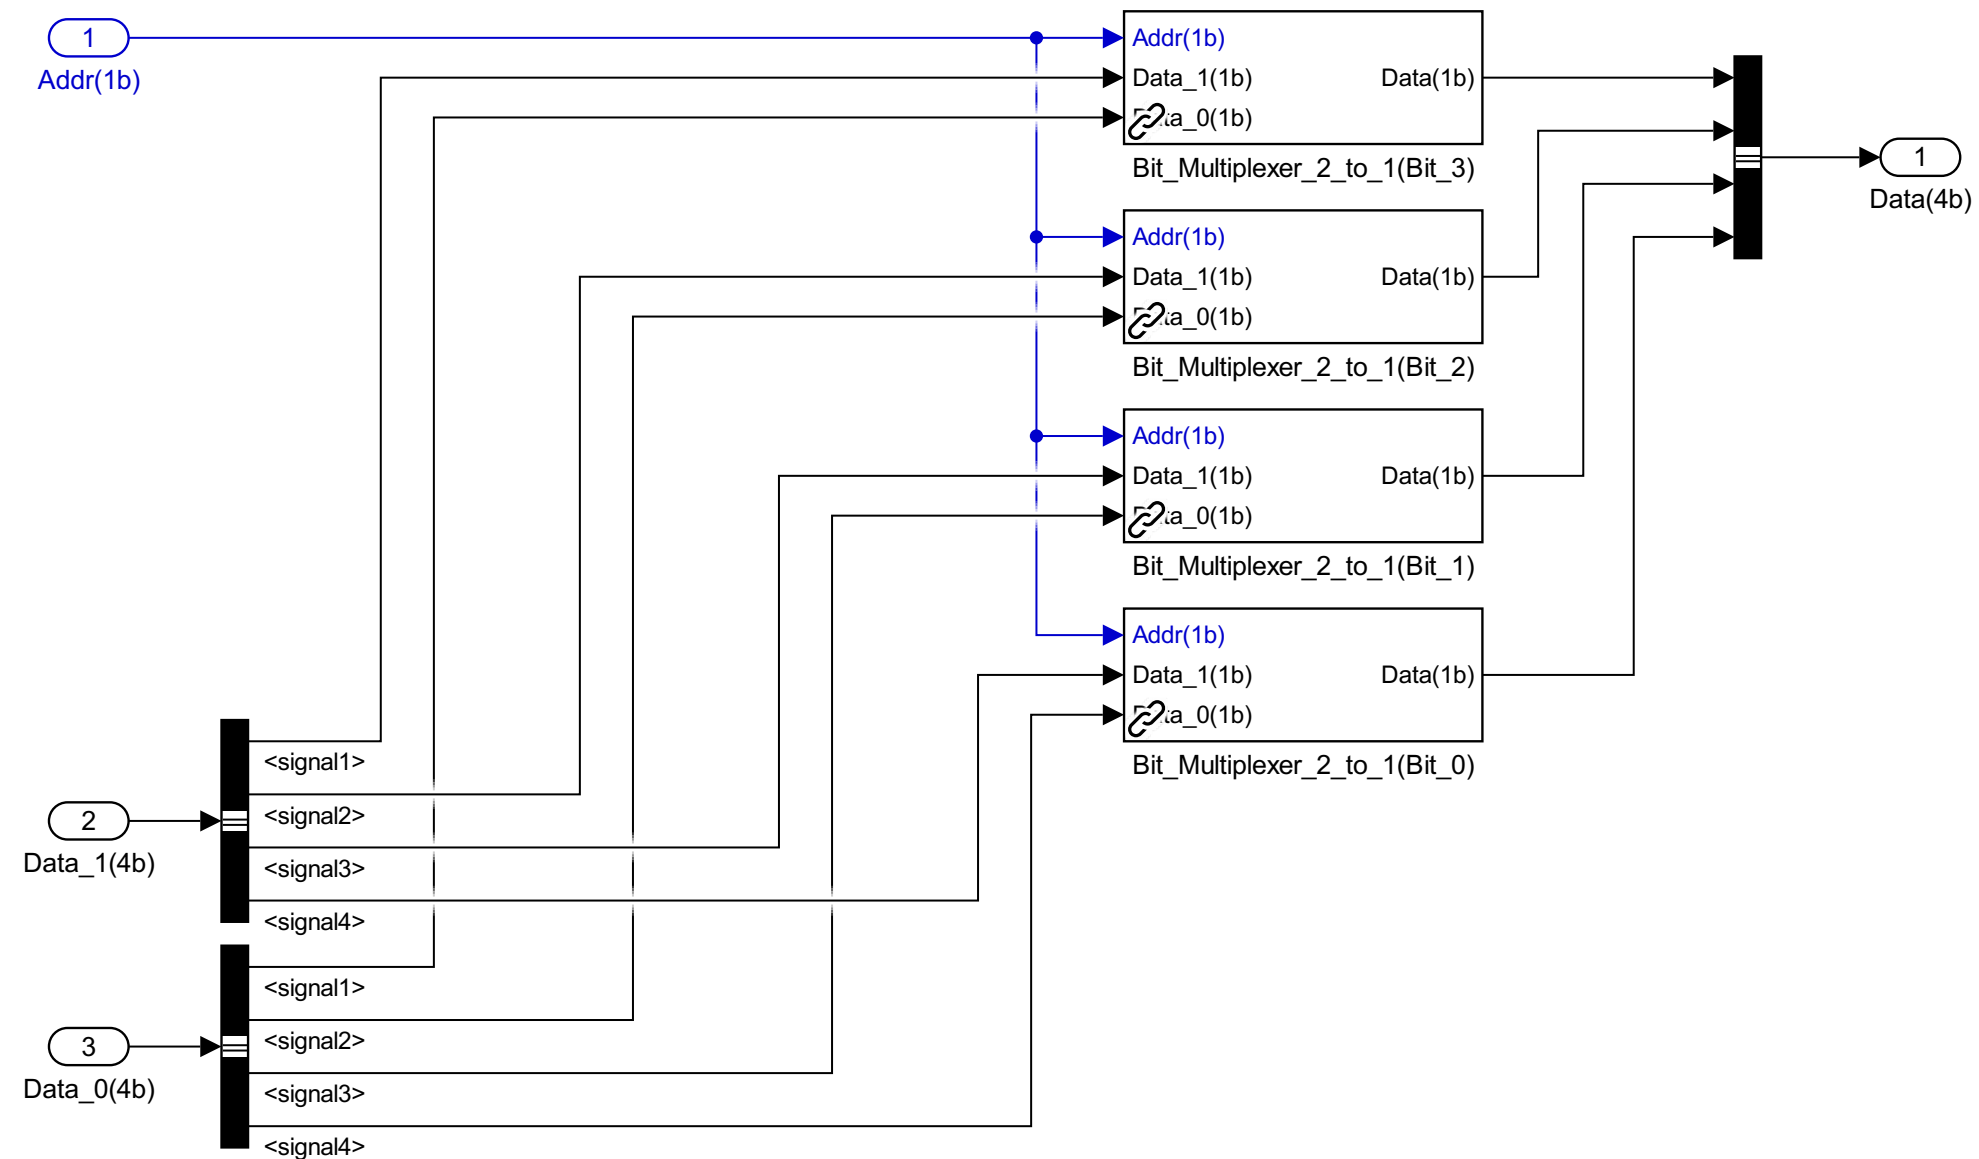 1
Addr(1b)
Addr(1b)
Data_1(1b)
ta_0(1b)
Data(1b)
Bit_Multiplexer_2_to_1(Bit_3)
1
Data(4b)
Addr(1b)
Data_1(1b)
ta_0(1b)
Data(1b)
Bit_Multiplexer_2_to_1(Bit_2)
Addr(1b)
Data_1(1b)
ta_0(1b)
Data(1b)
Bit_Multiplexer_2_to_1(Bit_1)
Addr(1b)
Data_1(1b)
ta_0(1b)
Data(1b)
Bit_Multiplexer_2_to_1(Bit_0)
2
Data_1(4b)
<signal1>
<signal2>
<signal3>
<signal4>
3
Data_0(4b)
<signal1>
<signal2>
<signal3>
<signal4>